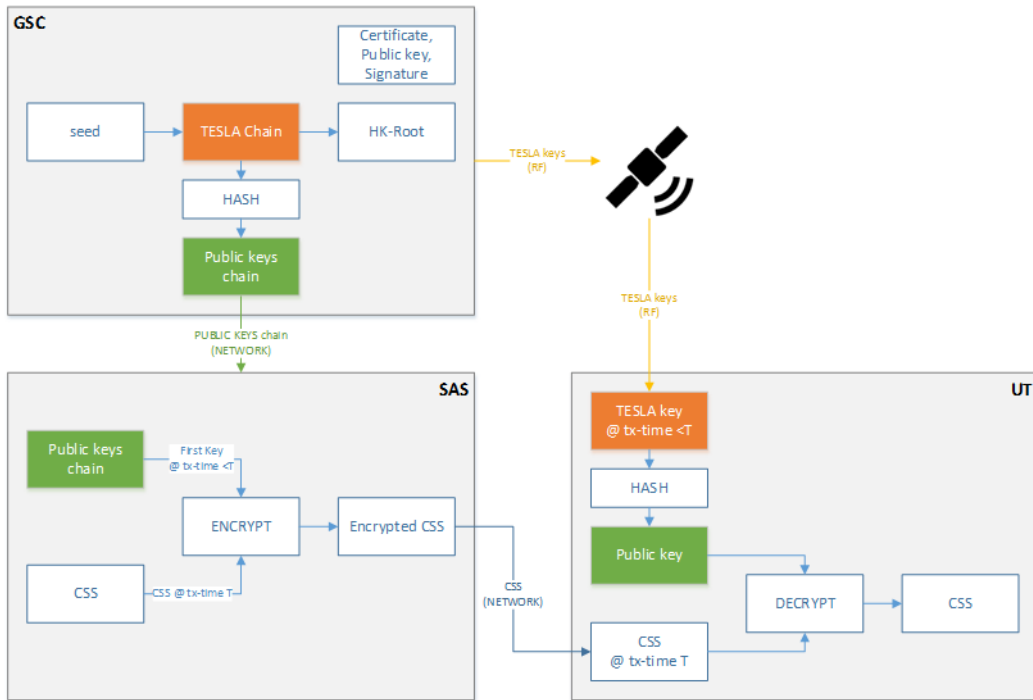 GSC
Certificate,
Public key,
Signature
seed
TESLA Chain
HK-Root
HASH
Public keys
chain
TESLA keys
(RF)
TESLA keys
(RF)
PUBLIC KEYS chain
(NETWORK)
SAS
Public keys
chain
First Key
@ tx-time <T
ENCRYPT
Encrypted CSS
CSS
CSS @ tx-time T
CSS
(NETWORK)
UT
TESLA key
@ tx-time <T
HASH
Public key
DECRYPT
CSS
CSS
@ tx-time T